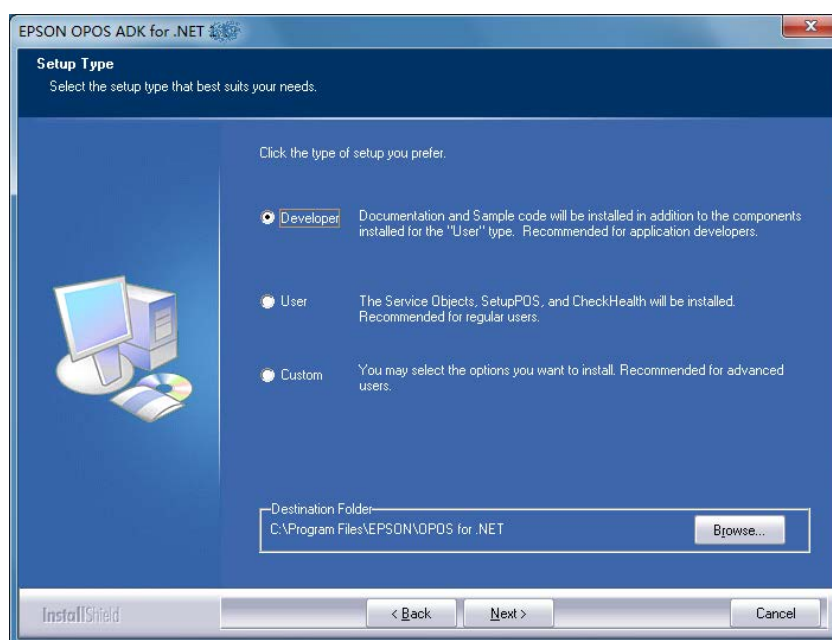 EPSON OPOS ADK for .NET
Setup Type
Select the setup type that best suits your needs.
Click the type of setup you prefer.
Developer
Documentation and Sample code will be installed in addition to the components
installed for the "User" type. Recommended for application developers.
User
The Service Objects, SetupPOS, and CheckHealth will be installed.
Recommended for regular users.
Custom
You may select the options you want to install. Recommended for advanced
users.
Destination Folder
C:\Program Files\EPSON\OPOS for .NET
Browse...
InstallShield
< Back
Next >
Cancel